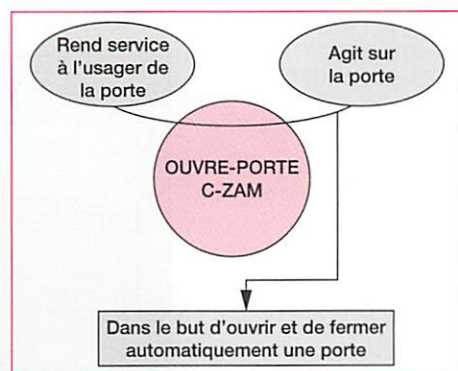 Rend service
à l'usager de
la porte
Agit sur
la porte
OUVRE-PORTE
C-ZAM
Dans le but d'ouvrir et de fermer
automatiquement une porte